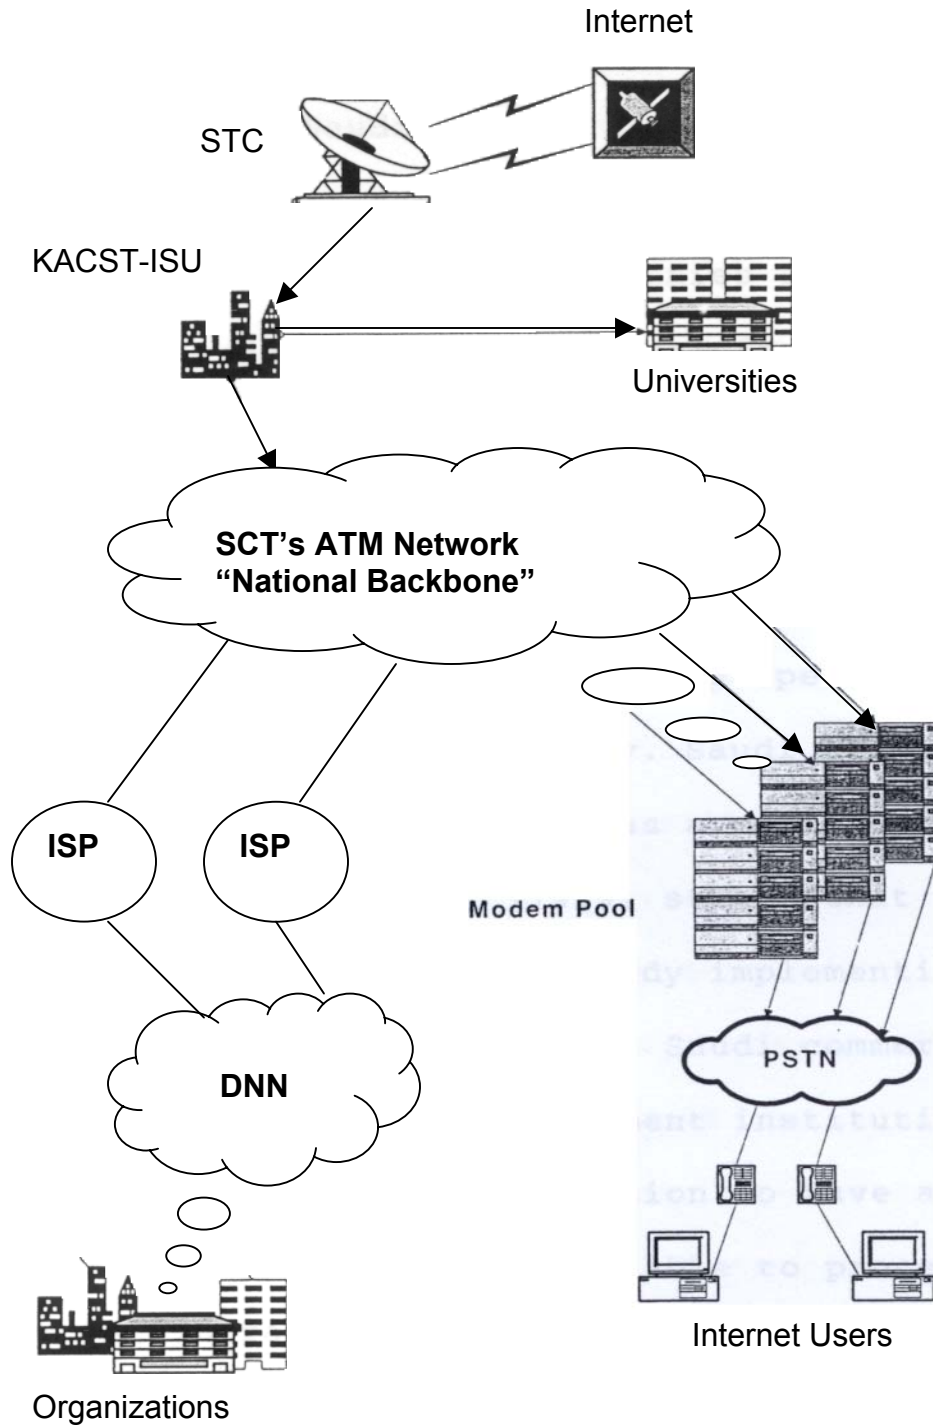 Internet
STC
KACST-ISU
Universities
SCT’s ATM Network
“National Backbone”
ISP
ISP
Modem Pool
DNN
PSTN
Internet Users
Organizations